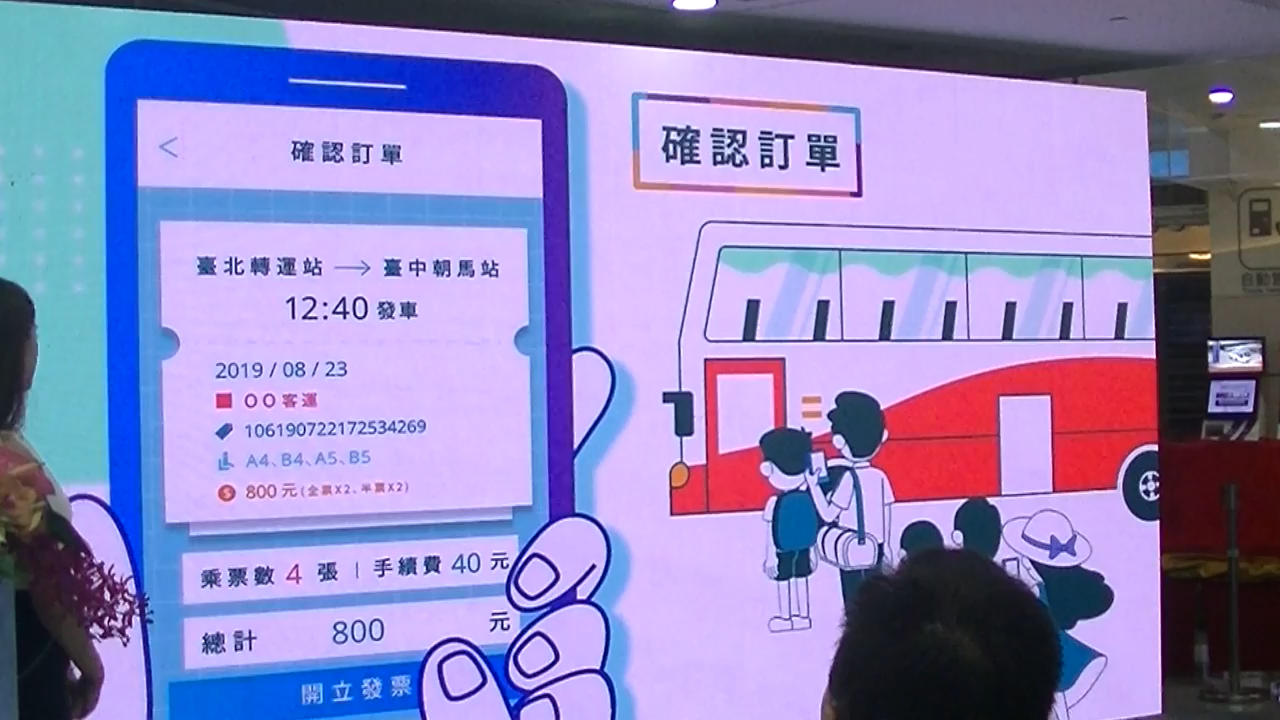 <
確認訂單
臺北轉運站 → 臺中朝馬站
12:40 發車
2019 / 08 / 23
OO客運
106190722172534269
A4、B4、A5、B5
$ 800元(全票X2、半票X2)
乘票數 4 張 | 手續費 40 元
總計 800 元
開立發票
確認訂單
自動